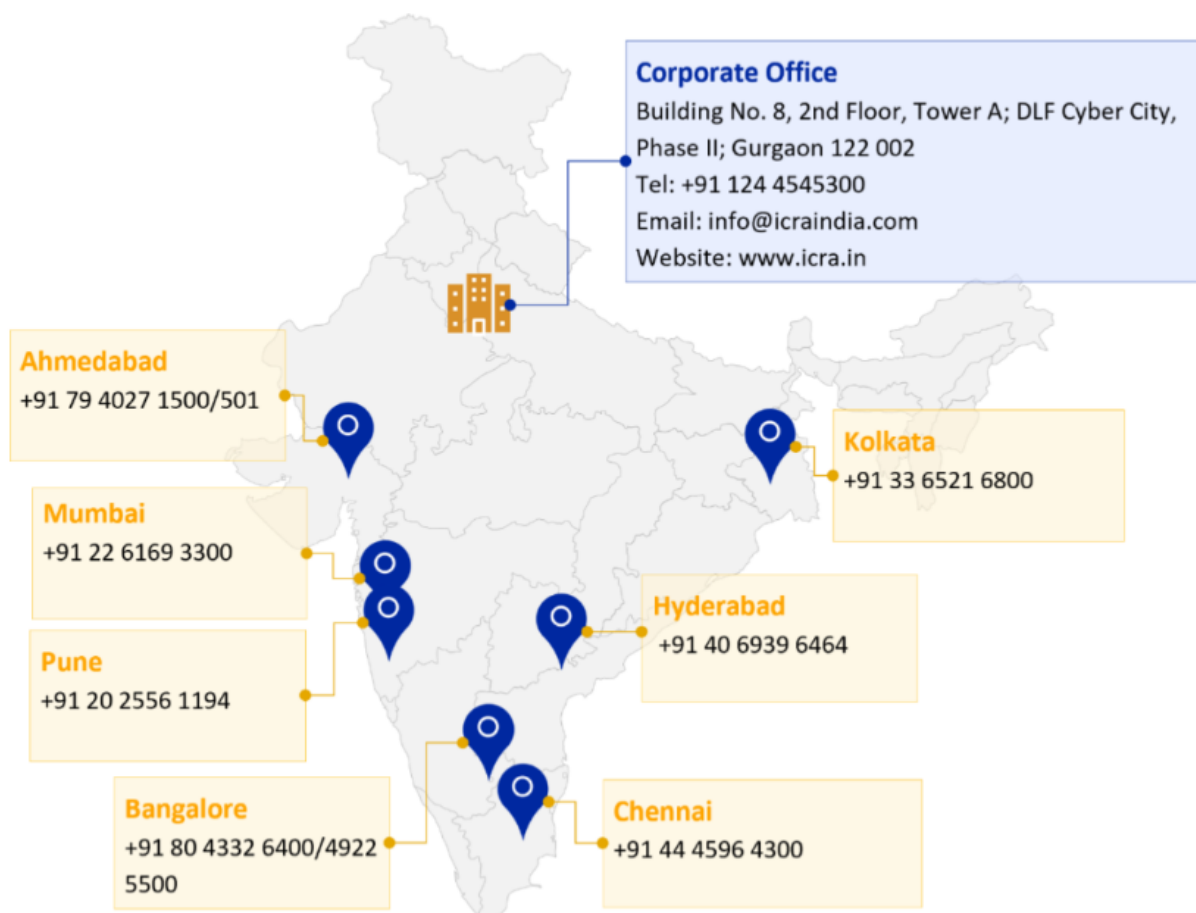 Corporate Office
Building No. 8, 2nd Floor, Tower A; DLF Cyber City,
Phase II; Gurgaon 122 002
Tel: +91 124 4545300
Email: info@icraindia.com
Website: www.icra.in
Ahmedabad
+91 79 4027 1500/501
Kolkata
+91 33 6521 6800
Mumbai
+91 22 6169 3300
Hyderabad
+91 40 6939 6464
Pune
+91 20 2556 1194
Bangalore
+91 80 4332 6400/4922
5500
Chennai
+91 44 4596 4300